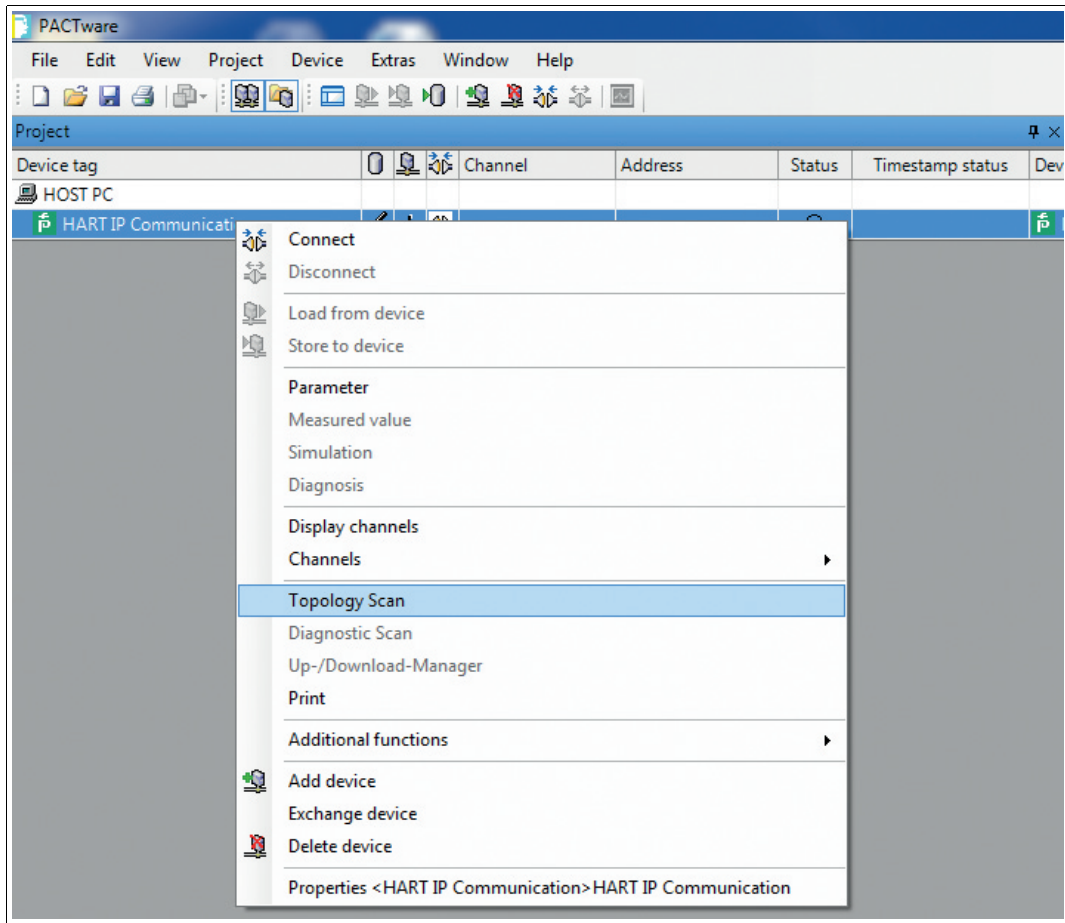 PACTware
File Edit View Project Device Extras Window Help
Project
Device tag Channel Address Status Timestamp status Dev
HOST PC
HART IP Communicati
Connect
Disconnect
Load from device
Store to device
Parameter
Measured value
Simulation
Diagnosis
Display channels
Channels
Topology Scan
Diagnostic Scan
Up-/Download-Manager
Print
Additional functions
Add device
Exchange device
Delete device
Properties <HART IP Communication>HART IP Communication